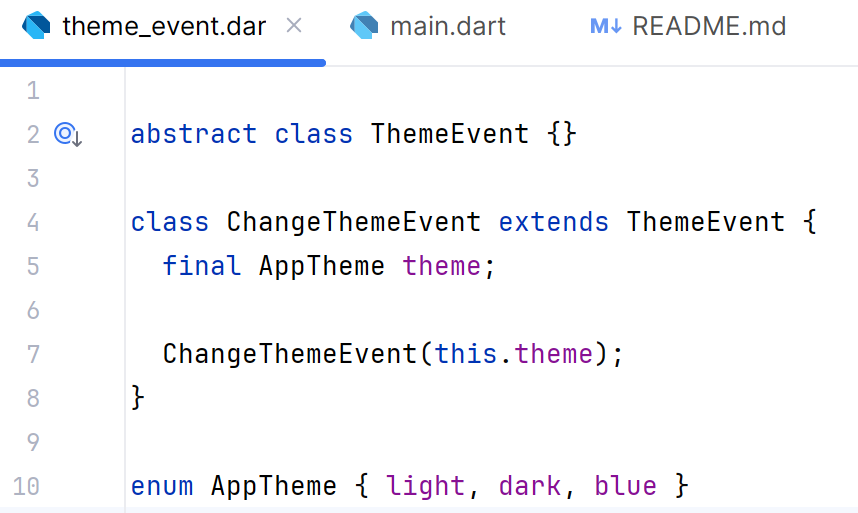 theme_event.dar
main.dart
M↓ README.md
1
2 abstract class ThemeEvent {}
3
4 class ChangeThemeEvent extends ThemeEvent {
5 final AppTheme theme;
6
7 ChangeThemeEvent(this.theme);
8 }
9
10 enum AppTheme { light, dark, blue }